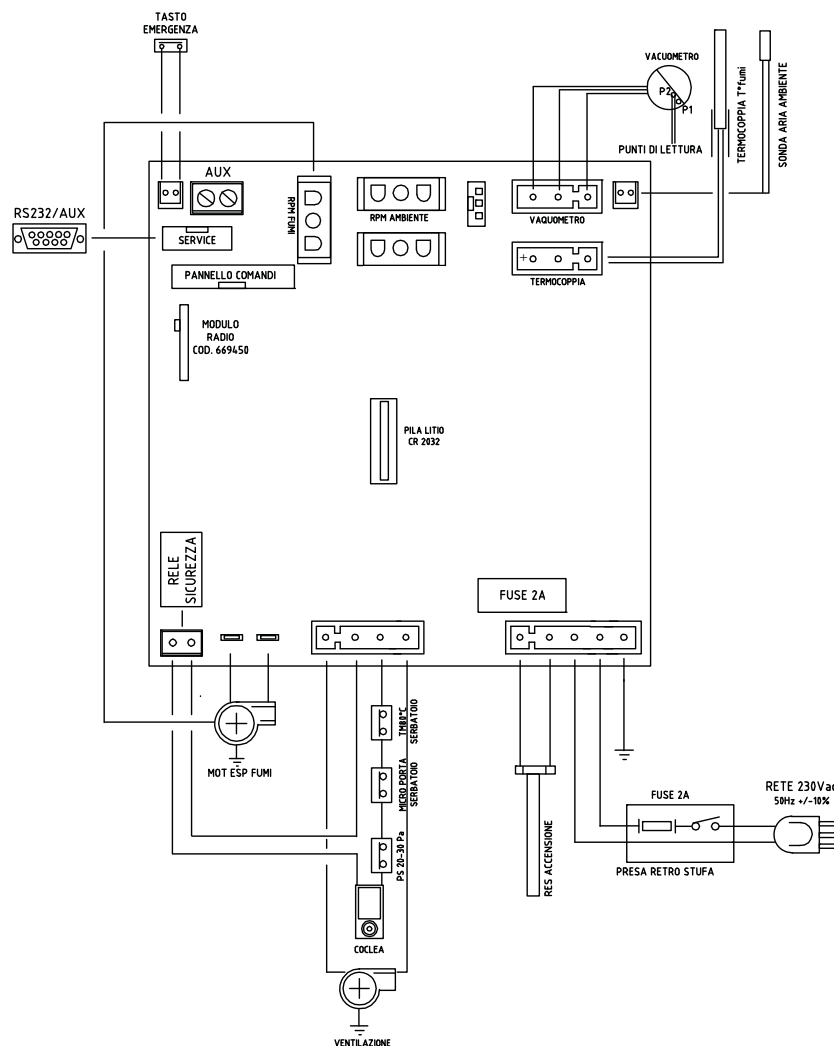 TASTO
EMERGENZA
VACUOMETRO
P2
P1
PUNTI DI LETTURA
TERMOCOPPIA T°fumi
SONDA ARIA AMBIENTE
AUX
RS232/AUX
SERVICE
RPM FUMI
RPM AMBIENTE
VAQUOMETRO
PANNELLO COMANDI
+
TERMOCOPPIA
MODULO
RADIO
COD. 669450
PILA LITIO
CR 2032
RELE
SICUREZZA
FUSE 2A
MOT ESP FUMI
TM80°C
SERBATOIO
MICRO PORTA
SERBATOIO
PS 20-30 Pa
COCLEA
VENTILAZIONE
RES ACCENSIONE
FUSE 2A
PRESA RETRO STUFA
RETE 230Vac
50Hz +/-10%